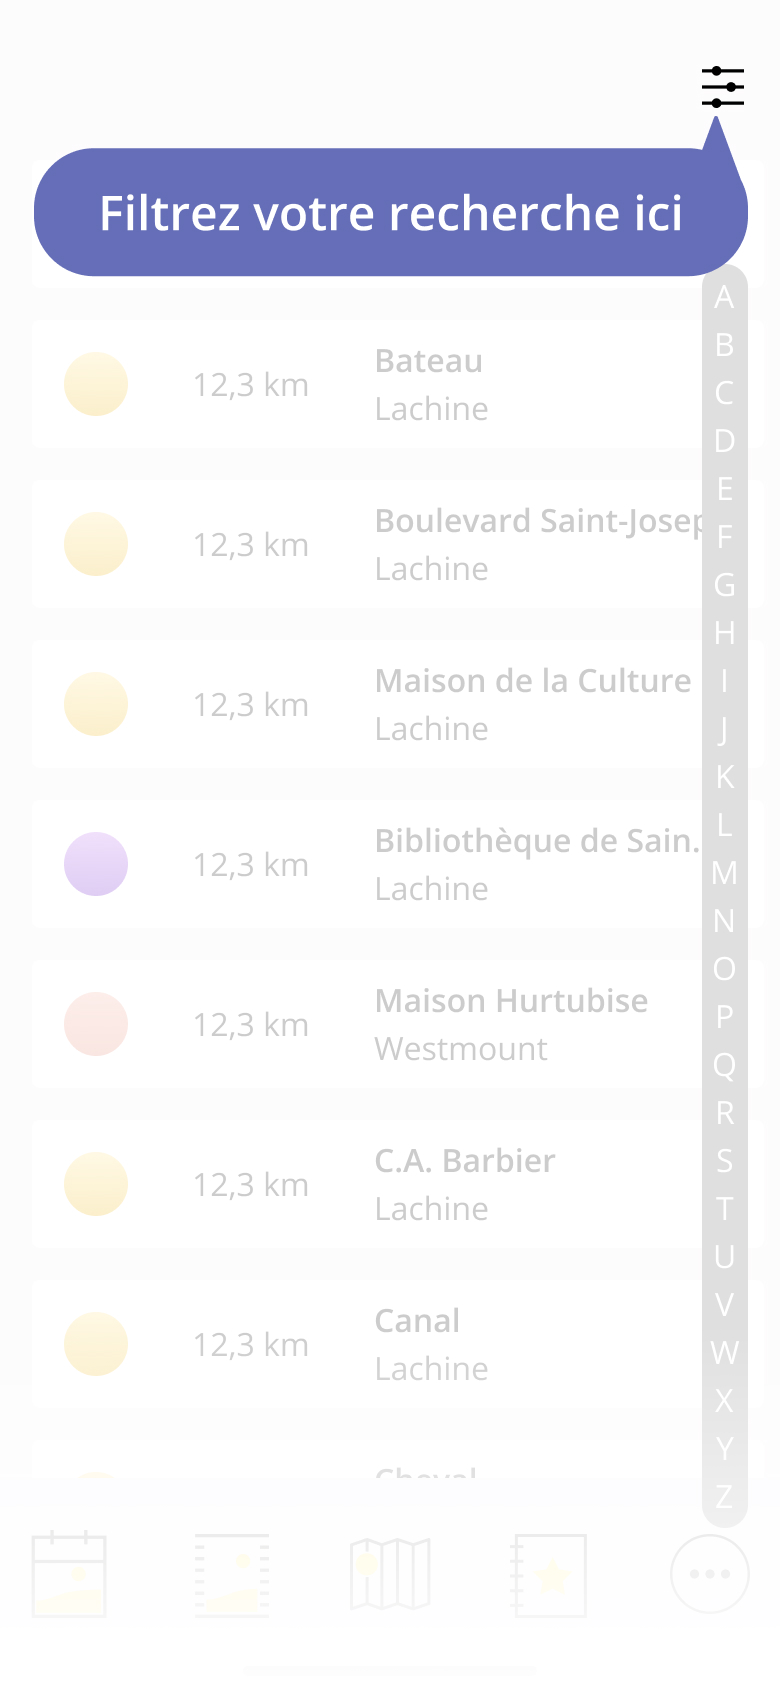 Filtrez votre recherche ici
12,3 km
Bateau
Lachine
12,3 km
Boulevard Saint-Josep
Lachine
12,3 km
Maison de la Culture
Lachine
12,3 km
Bibliothèque de Sain.
Lachine
12,3 km
Maison Hurtubise
Westmount
12,3 km
C.A. Barbier
Lachine
12,3 km
Canal
Lachine
Cheval
A
B
C
D
E
F
G
H
I
J
K
L
M
N
O
P
Q
R
S
T
U
V
W
X
Y
Z